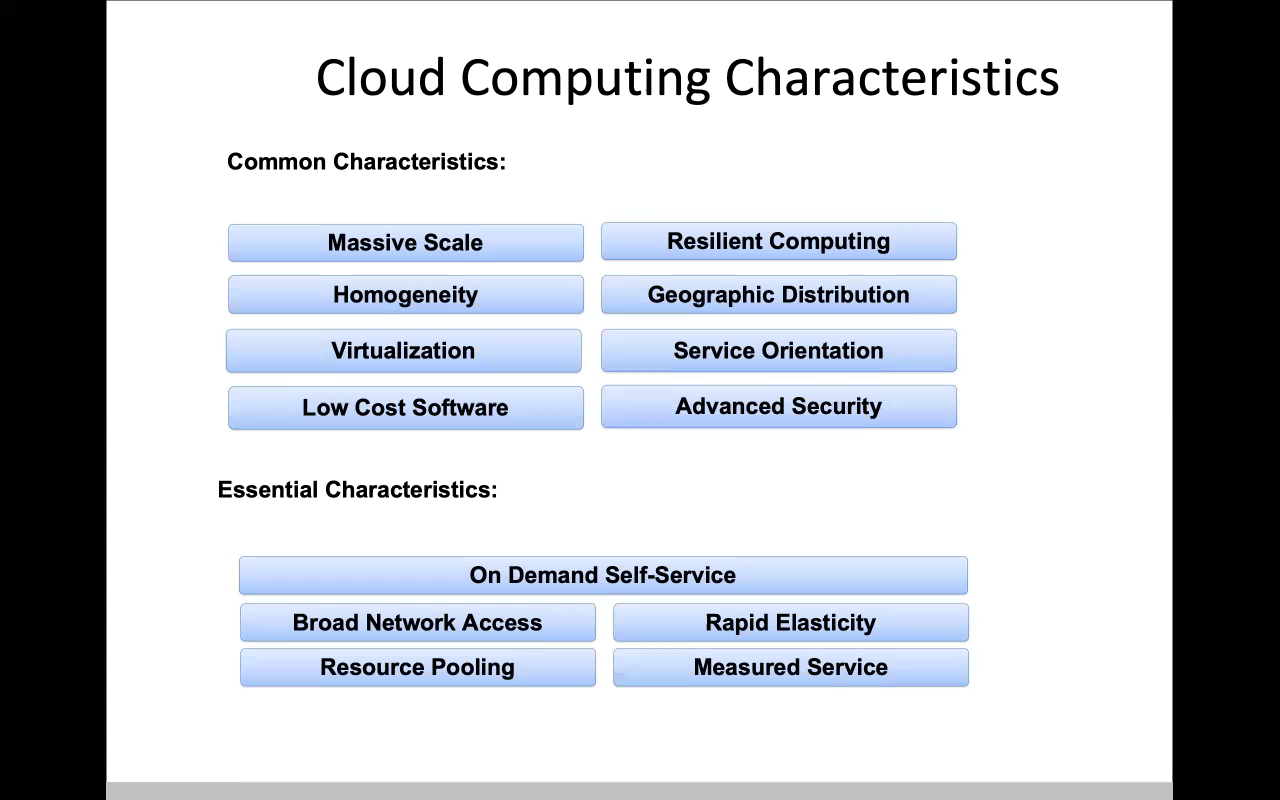 Cloud Computing Characteristics
Common Characteristics:
Massive Scale
Resilient Computing
Homogeneity
Geographic Distribution
Virtualization
Service Orientation
Low Cost Software
Advanced Security
Essential Characteristics:
On Demand Self-Service
Broad Network Access
Rapid Elasticity
Resource Pooling
Measured Service